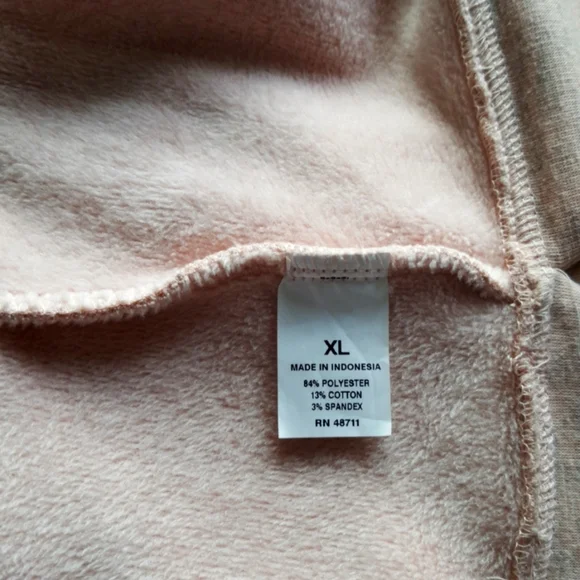 XL
MADE IN INDONESIA
84% POLYESTER
13% COTTON
3% SPANDEX
RN 48711